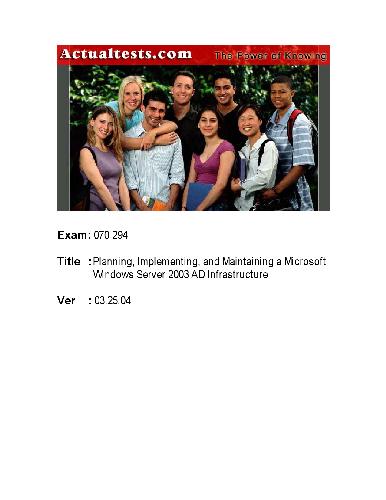 Actualtests.com The Power of Knowing
Exam: 070.294
Title : Planning, Implementing, and Maintaining a Microsoft
Windows Server 2003 AD Infrastructure
Ver : 03.25.04